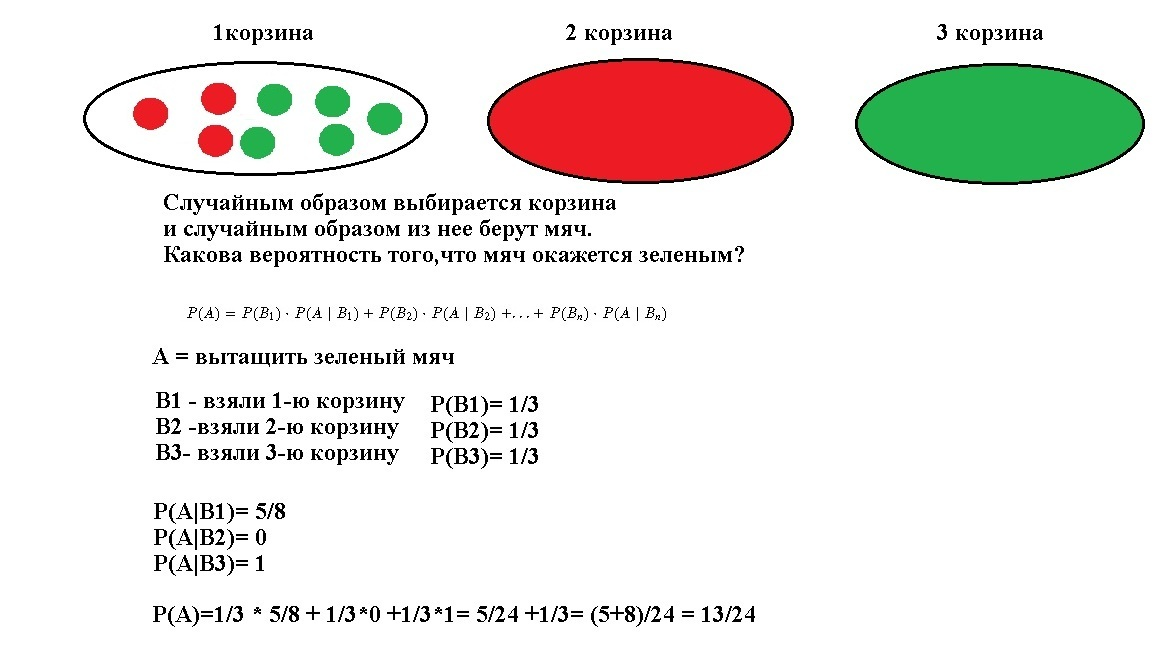 1корзина 2 корзина 3 корзина
Случайным образом выбирается корзина
и случайным образом из нее берут мяч.
Какова вероятность того,что мяч окажется зеленым?
P(A) = P(B₁) · P(A | B₁) + P(B₂) · P(A | B₂) +…+ P(Bₙ) · P(A | Bₙ)
A = вытащить зеленый мяч
B1 - взяли 1-ю корзину P(B1)= 1/3
B2 -взяли 2-ю корзину P(B2)= 1/3
B3- взяли 3-ю корзину P(B3)= 1/3
P(A|B1)= 5/8
P(A|B2)= 0
P(A|B3)= 1
P(A)=1/3 * 5/8 + 1/3*0 +1/3*1= 5/24 +1/3= (5+8)/24 = 13/24